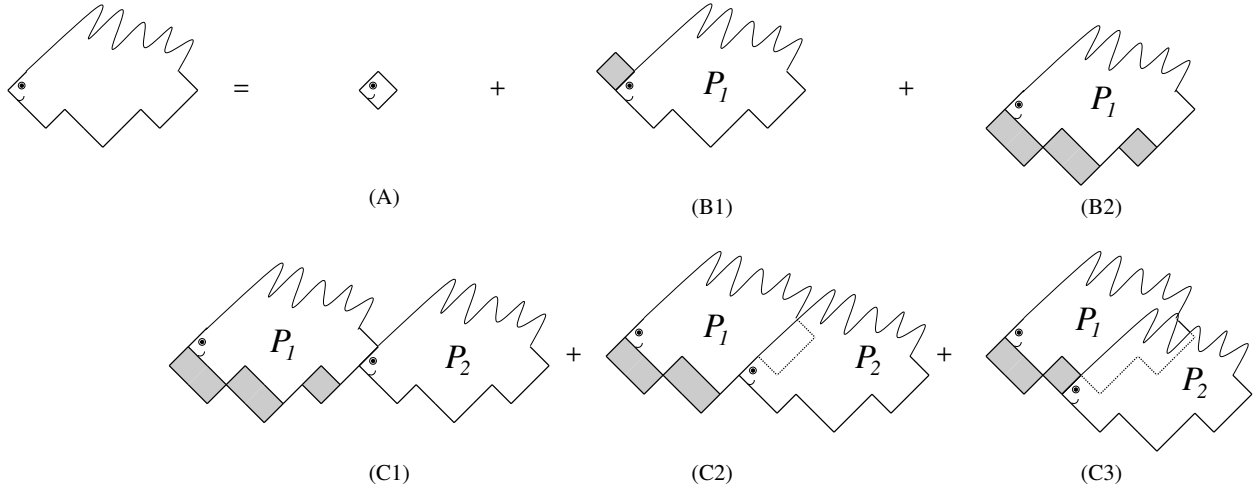 = + P1 + P1
(A) (B1) (B2)
P1 P2 + P1 P2 + P1 P2
(C1) (C2) (C3)